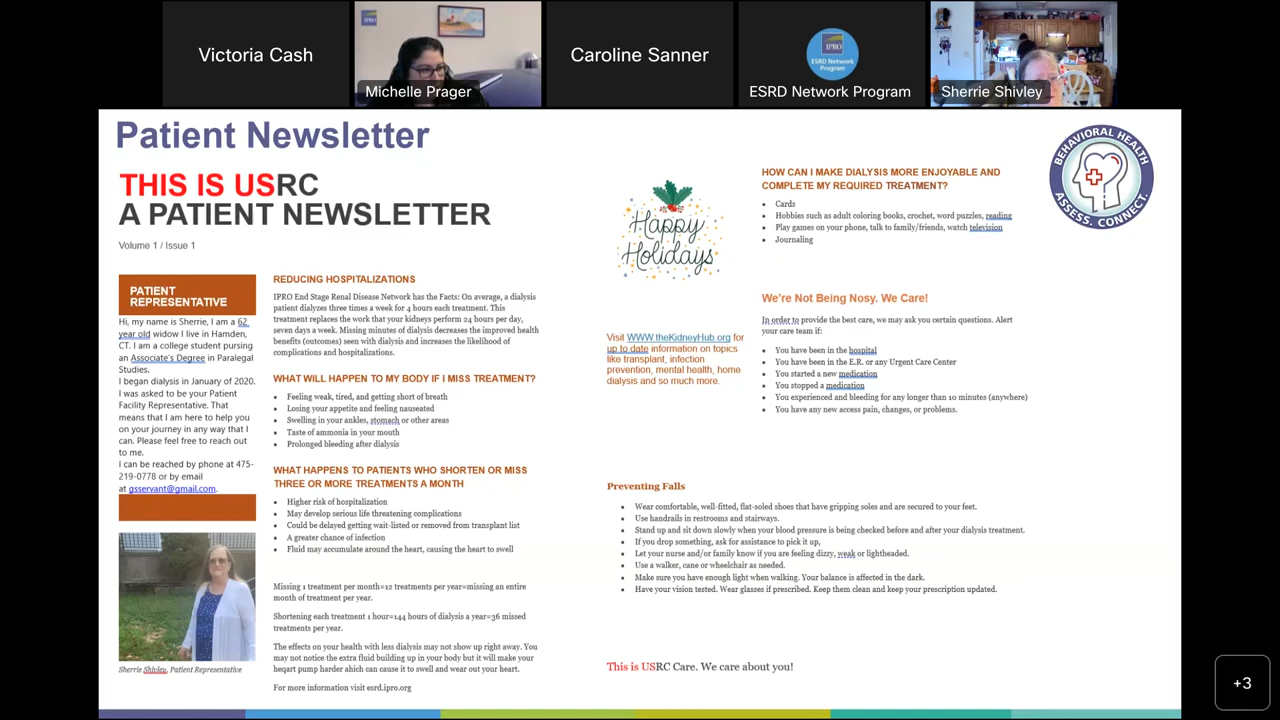 Victoria Cash
IPRO
Michelle Prager
Caroline Sanner
IPRO
ESRD Network
Program
ESRD Network Program
Sherrie Shivley
Patient Newsletter
THIS IS USRC
A PATIENT NEWSLETTER
Volume 1 / Issue 1
PATIENT
REPRESENTATIVE
Hi, my name is Sherrie, I am a 62
year old widow I live in Hamden,
CT. I am a college student pursing
an Associate's Degree in Paralegal
Studies.
I began dialysis in January of 2020.
I was asked to be your Patient
Facility Representative. That
means that I am here to help you
on your journey in any way that I
can. Please feel free to reach out
to me.
I can be reached by phone at 475-
219-0778 or by email
at gsservant@gmail.com.
Sherrie Shivley, Patient Representative
REDUCING HOSPITALIZATIONS
IPRO End Stage Renal Disease Network has the Facts: On average, a dialysis
patient dialyzes three times a week for 4 hours each treatment. This
treatment replaces the work that your kidneys perform 24 hours per day,
seven days a week. Missing minutes of dialysis decreases the improved health
benefits (outcomes) seen with dialysis and increases the likelihood of
complications and hospitalizations.
WHAT WILL HAPPEN TO MY BODY IF I MISS TREATMENT?
• Feeling weak, tired, and getting short of breath
• Losing your appetite and feeling nauseated
• Swelling in your ankles, stomach or other areas
• Taste of ammonia in your mouth
• Prolonged bleeding after dialysis
WHAT HAPPENS TO PATIENTS WHO SHORTEN OR MISS
THREE OR MORE TREATMENTS A MONTH
• Higher risk of hospitalization
• May develop serious life threatening complications
• Could be delayed getting wait-listed or removed from transplant list
• A greater chance of infection
• Fluid may accumulate around the heart, causing the heart to swell
Missing 1 treatment per month=12 treatments per year=missing an entire
month of treatment per year.
Shortening each treatment 1 hour=144 hours of dialysis a year=36 missed
treatments per year.
The effects on your health with less dialysis may not show up right away. You
may not notice the extra fluid building up in your body but it will make your
heqart pump harder which can cause it to swell and wear out your heart.
For more information visit esrd.ipro.org
Happy
Holidays
Visit WWW.theKidneyHub.org for
up to date information on topics
like transplant, infection
prevention, mental health, home
dialysis and so much more.
HOW CAN I MAKE DIALYSIS MORE ENJOYABLE AND
COMPLETE MY REQUIRED TREATMENT?
• Cards
• Hobbies such as adult coloring books, crochet, word puzzles, reading
• Play games on your phone, talk to family/friends, watch television
• Journaling
We're Not Being Nosy. We Care!
In order to provide the best care, we may ask you certain questions. Alert
your care team if:
• You have been in the hospital
• You have been in the E.R. or any Urgent Care Center
• You started a new medication
• You stopped a medication
• You experienced and bleeding for any longer than 10 minutes (anywhere)
• You have any new access pain, changes, or problems.
Preventing Falls
• Wear comfortable, well-fitted, flat-soled shoes that have gripping soles and are secured to your feet.
• Use handrails in restrooms and stairways.
• Stand up and sit down slowly when your blood pressure is being checked before and after your dialysis treatment.
• If you drop something, ask for assistance to pick it up,
• Let your nurse and/or family know if you are feeling dizzy, weak or lightheaded.
• Use a walker, cane or wheelchair as needed.
• Make sure you have enough light when walking. Your balance is affected in the dark.
• Have your vision tested. Wear glasses if prescribed. Keep them clean and keep your prescription updated.
This is USRC Care. We care about you!
BEHAVIORAL HEALTH
ASSESS. CONNECT.
+3